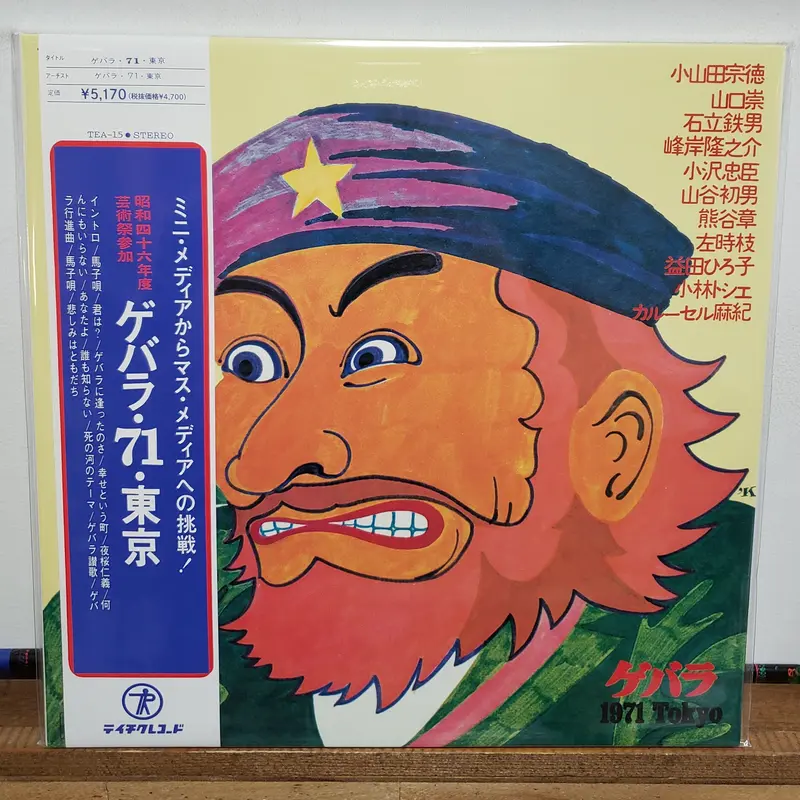 タイトル ゲバラ・71・東京
アーチスト ゲバラ・71・東京
定価 ¥5,170(税抜価格¥4,700)
TEA-15●STEREO
ミニ・メディアからマス・メディアへの挑戦!
昭和四十六年度
芸術祭参加
ゲバラ・71・東京
イントロ/馬子唄/君は?/ゲバラに逢ったのさ/幸せという町/夜桜仁義/何
んにもいらない/あなたよ/誰も知らない/死の河のテーマ/ゲバラ讃歌/ゲバ
ラ行進曲/馬子唄/悲しみはともだち
テイチクレコード
小山田宗徳
山口崇
石立鉄男
峰岸隆之介
小沢忠臣
山谷初男
熊谷章
左時枝
益田ひろ子
小林トシエ
カルーセル麻紀
'K
ゲバラ
1971 Tokyo